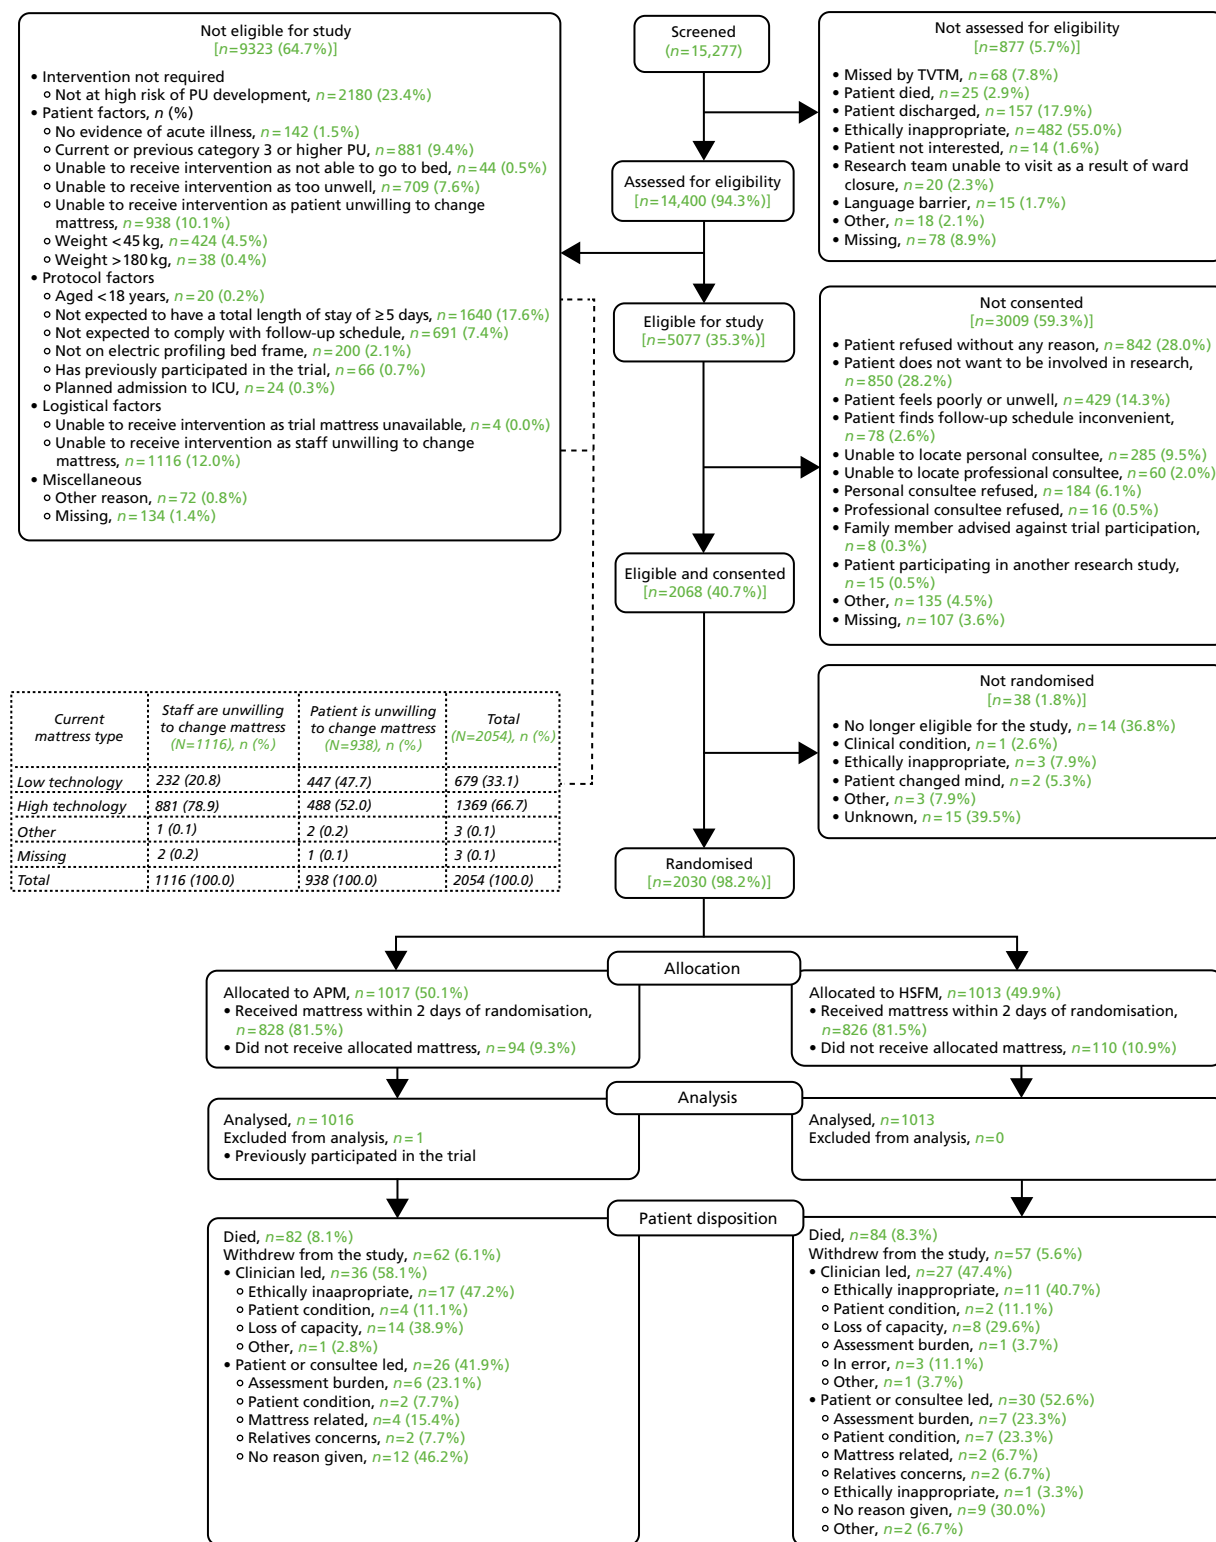 Screened
(n=15,277)
Not assessed for eligibility
[n=877 (5.7%)]
• Missed by TVTM, n=68 (7.8%)
• Patient died, n=25 (2.9%)
• Patient discharged, n=157 (17.9%)
• Ethically inappropriate, n=482 (55.0%)
• Patient not interested, n=14 (1.6%)
• Research team unable to visit as a result of ward
closure, n=20 (2.3%)
• Language barrier, n=15 (1.7%)
• Other, n=18 (2.1%)
• Missing, n=78 (8.9%)
Assessed for eligibility
[n=14,400 (94.3%)]
Not eligible for study
[n=9323 (64.7%)]
• Intervention not required
Not at high risk of PU development, n=2180 (23.4%)
• Patient factors, n (%)
No evidence of acute illness, n=142 (1.5%)
Current or previous category 3 or higher PU, n=881 (9.4%)
Unable to receive intervention as not able to go to bed, n=44 (0.5%)
Unable to receive intervention as too unwell, n=709 (7.6%)
Unable to receive intervention as patient unwilling to change
mattress, n=938 (10.1%)
Weight <45 kg, n=424 (4.5%)
Weight >180 kg, n=38 (0.4%)
• Protocol factors
Aged <18 years, n=20 (0.2%)
Not expected to have a total length of stay of ≥5 days, n=1640 (17.6%)
Not expected to comply with follow-up schedule, n=691 (7.4%)
Not on electric profiling bed frame, n=200 (2.1%)
Has previously participated in the trial, n=66 (0.7%)
Planned admission to ICU, n=24 (0.3%)
• Logistical factors
Unable to receive intervention as trial mattress unavailable, n=4 (0.0%)
Unable to receive intervention as staff unwilling to change
mattress, n=1116 (12.0%)
• Miscellaneous
Other reason, n=72 (0.8%)
Missing, n=134 (1.4%)
Eligible for study
[n=5077 (35.3%)]
Not consented
[n=3009 (59.3%)]
• Patient refused without any reason, n=842 (28.0%)
• Patient does not want to be involved in research,
n=850 (28.2%)
• Patient feels poorly or unwell, n=429 (14.3%)
• Patient finds follow-up schedule inconvenient,
n=78 (2.6%)
• Unable to locate personal consultee, n=285 (9.5%)
• Unable to locate professional consultee, n=60 (2.0%)
• Personal consultee refused, n=184 (6.1%)
• Professional consultee refused, n=16 (0.5%)
• Family member advised against trial participation,
n=8 (0.3%)
• Patient participating in another research study,
n=15 (0.5%)
• Other, n=135 (4.5%)
• Missing, n=107 (3.6%)
Eligible and consented
[n=2068 (40.7%)]
Not randomised
[n=38 (1.8%)]
• No longer eligible for the study, n=14 (36.8%)
• Clinical condition, n=1 (2.6%)
• Ethically inappropriate, n=3 (7.9%)
• Patient changed mind, n=2 (5.3%)
• Other, n=3 (7.9%)
• Unknown, n=15 (39.5%)
Current
mattress type
Staff are unwilling
to change mattress
(N=1116), n (%)
Patient is unwilling
to change mattress
(N=938), n (%)
Total
(N=2054), n (%)
Low technology 232 (20.8) 447 (47.7) 679 (33.1)
High technology 881 (78.9) 488 (52.0) 1369 (66.7)
Other 1 (0.1) 2 (0.2) 3 (0.1)
Missing 2 (0.2) 1 (0.1) 3 (0.1)
Total 1116 (100.0) 938 (100.0) 2054 (100.0)
Randomised
[n=2030 (98.2%)]
Allocation
Allocated to APM, n=1017 (50.1%)
• Received mattress within 2 days of randomisation,
n=828 (81.5%)
• Did not receive allocated mattress, n=94 (9.3%)
Allocated to HSFM, n=1013 (49.9%)
• Received mattress within 2 days of randomisation,
n=826 (81.5%)
• Did not receive allocated mattress, n=110 (10.9%)
Analysis
Analysed, n=1016
Excluded from analysis, n=1
• Previously participated in the trial
Analysed, n=1013
Excluded from analysis, n=0
Patient disposition
Died, n=82 (8.1%)
Withdrew from the study, n=62 (6.1%)
• Clinician led, n=36 (58.1%)
Ethically inaapropriate, n=17 (47.2%)
Patient condition, n=4 (11.1%)
Loss of capacity, n=14 (38.9%)
Other, n=1 (2.8%)
• Patient or consultee led, n=26 (41.9%)
Assessment burden, n=6 (23.1%)
Patient condition, n=2 (7.7%)
Mattress related, n=4 (15.4%)
Relatives concerns, n=2 (7.7%)
No reason given, n=12 (46.2%)
Died, n=84 (8.3%)
Withdrew from the study, n=57 (5.6%)
• Clinician led, n=27 (47.4%)
Ethically inappropriate, n=11 (40.7%)
Patient condition, n=2 (11.1%)
Loss of capacity, n=8 (29.6%)
Assessment burden, n=1 (3.7%)
In error, n=3 (11.1%)
Other, n=1 (3.7%)
• Patient or consultee led, n=30 (52.6%)
Assessment burden, n=7 (23.3%)
Patient condition, n=7 (23.3%)
Mattress related, n=2 (6.7%)
Relatives concerns, n=2 (6.7%)
Ethically inappropriate, n=1 (3.3%)
No reason given, n=9 (30.0%)
Other, n=2 (6.7%)